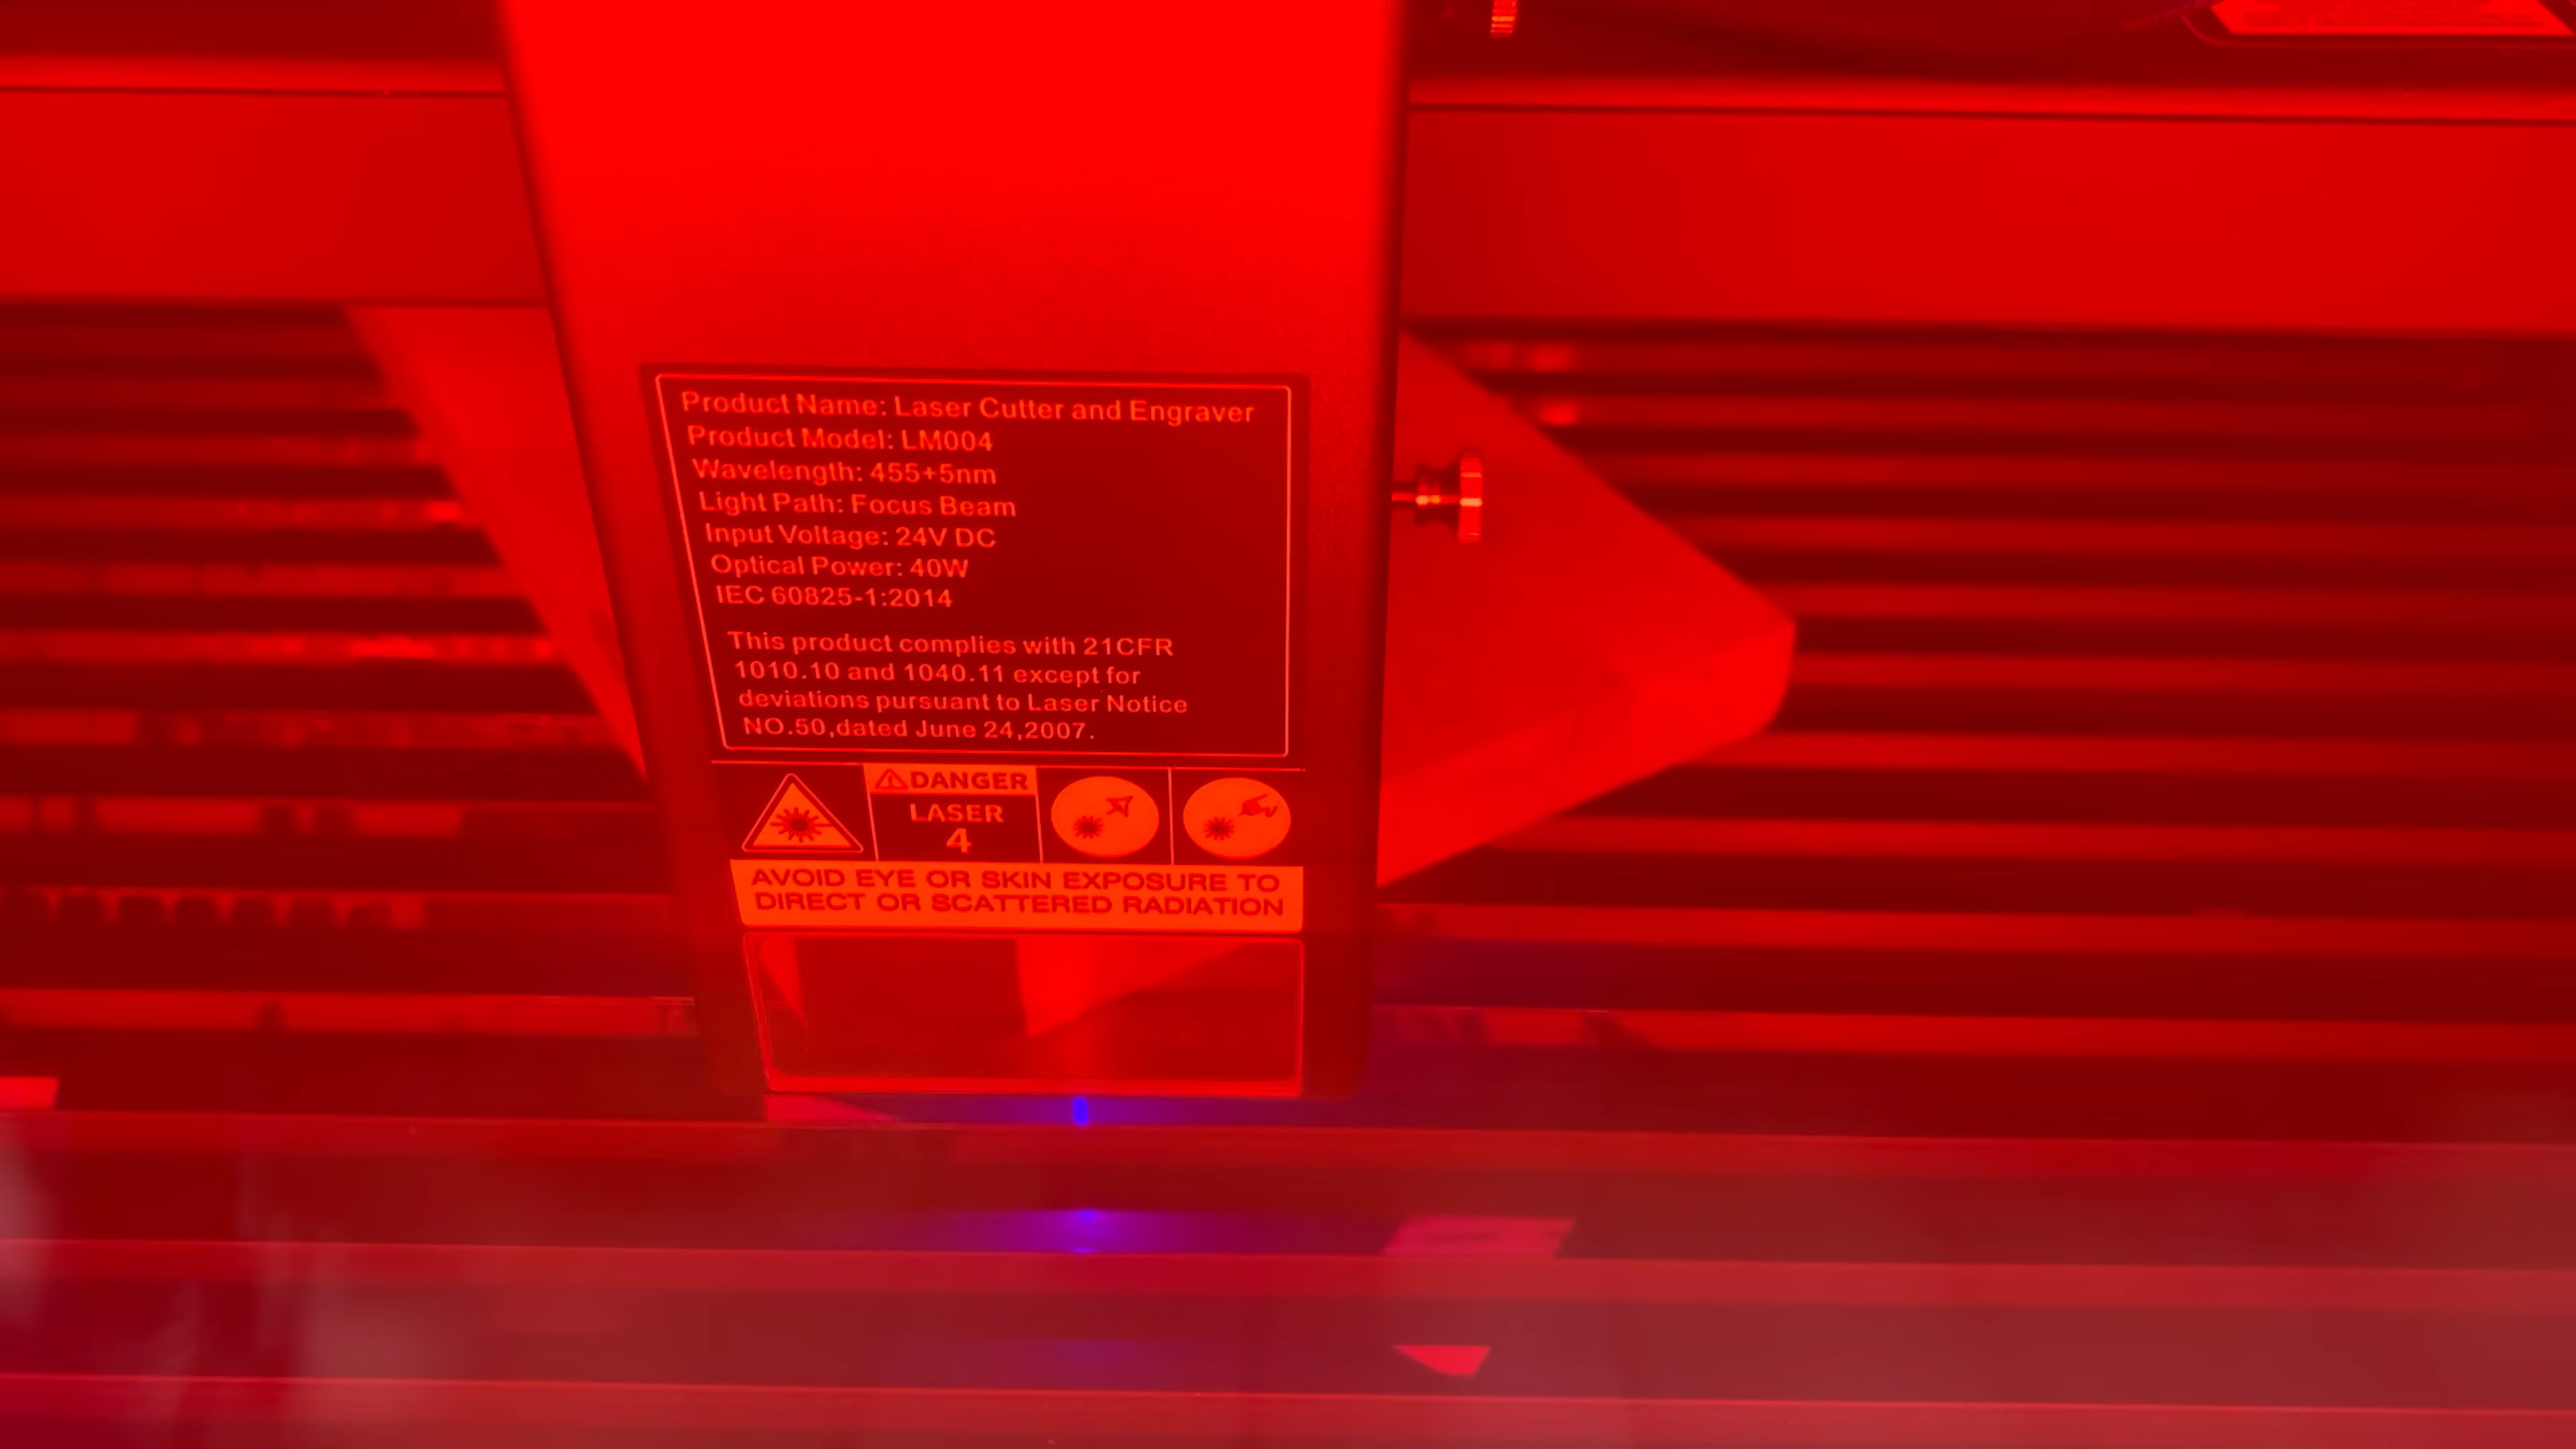 Product Name: Laser Cutter and Engraver
Product Model: LM004
Wavelength: 455+5nm
Light Path: Focus Beam
Input Voltage: 24V DC
Optical Power: 40W
IEC 60825-1:2014
This product complies with 21CFR
1010.10 and 1040.11 except for
deviations pursuant to Laser Notice
NO.50,dated June 24,2007.
DANGER
LASER
4
AVOID EYE OR SKIN EXPOSURE TO
DIRECT OR SCATTERED RADIATION